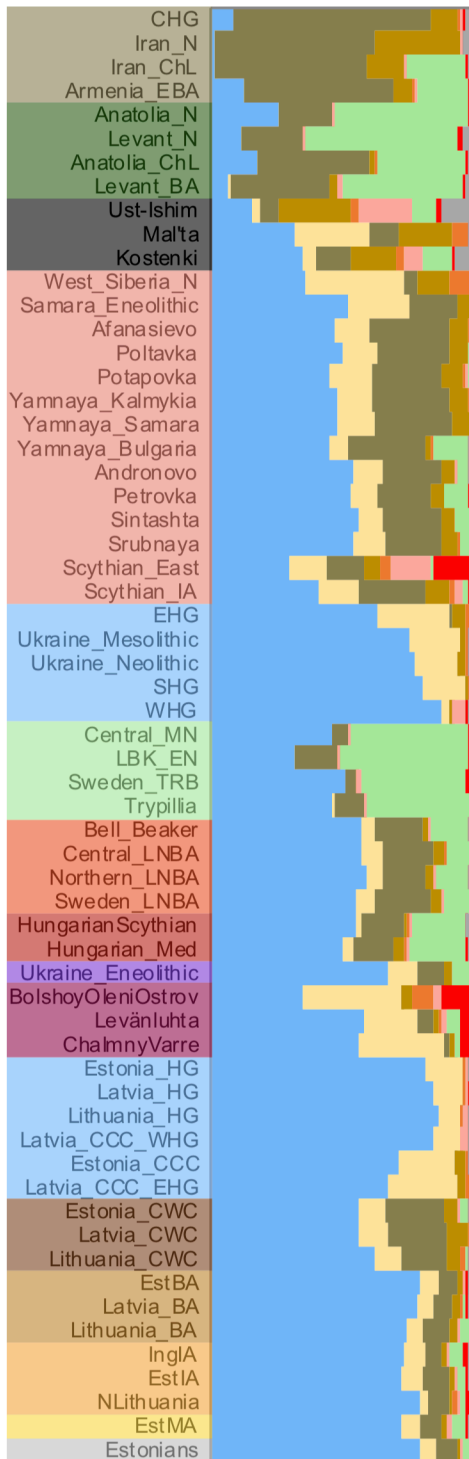 CHG
Iran_N
Iran_ChL
Armenia_EBA
Anatolia_N
Levant_N
Anatolia_ChL
Levant_BA
Ust-Ishim
Mal'ta
Kostenki
West_Siberia_N
Samara_Eneolithic
Afanasievo
Poltavka
Potapovka
Yamnaya_Kalmykia
Yamnaya_Samara
Yamnaya_Bulgaria
Andronovo
Petrovka
Sintashta
Srubnaya
Scythian_East
Scythian_IA
EHG
Ukraine_Mesolithic
Ukraine_Neolithic
SHG
WHG
Central_MN
LBK_EN
Sweden_TRB
Trypillia
Bell_Beaker
Central_LNBA
Northern_LNBA
Sweden_LNBA
HungarianScythian
Hungarian_Med
Ukraine_Eneolithic
BolshoyOleniOstrov
Levänluhta
ChalmnyVarre
Estonia_HG
Latvia_HG
Lithuania_HG
Latvia_CCC_WHG
Estonia_CCC
Latvia_CCC_EHG
Estonia_CWC
Latvia_CWC
Lithuania_CWC
EstBA
Latvia_BA
Lithuania_BA
IngIA
EstIA
NLithuania
EstMA
Estonians